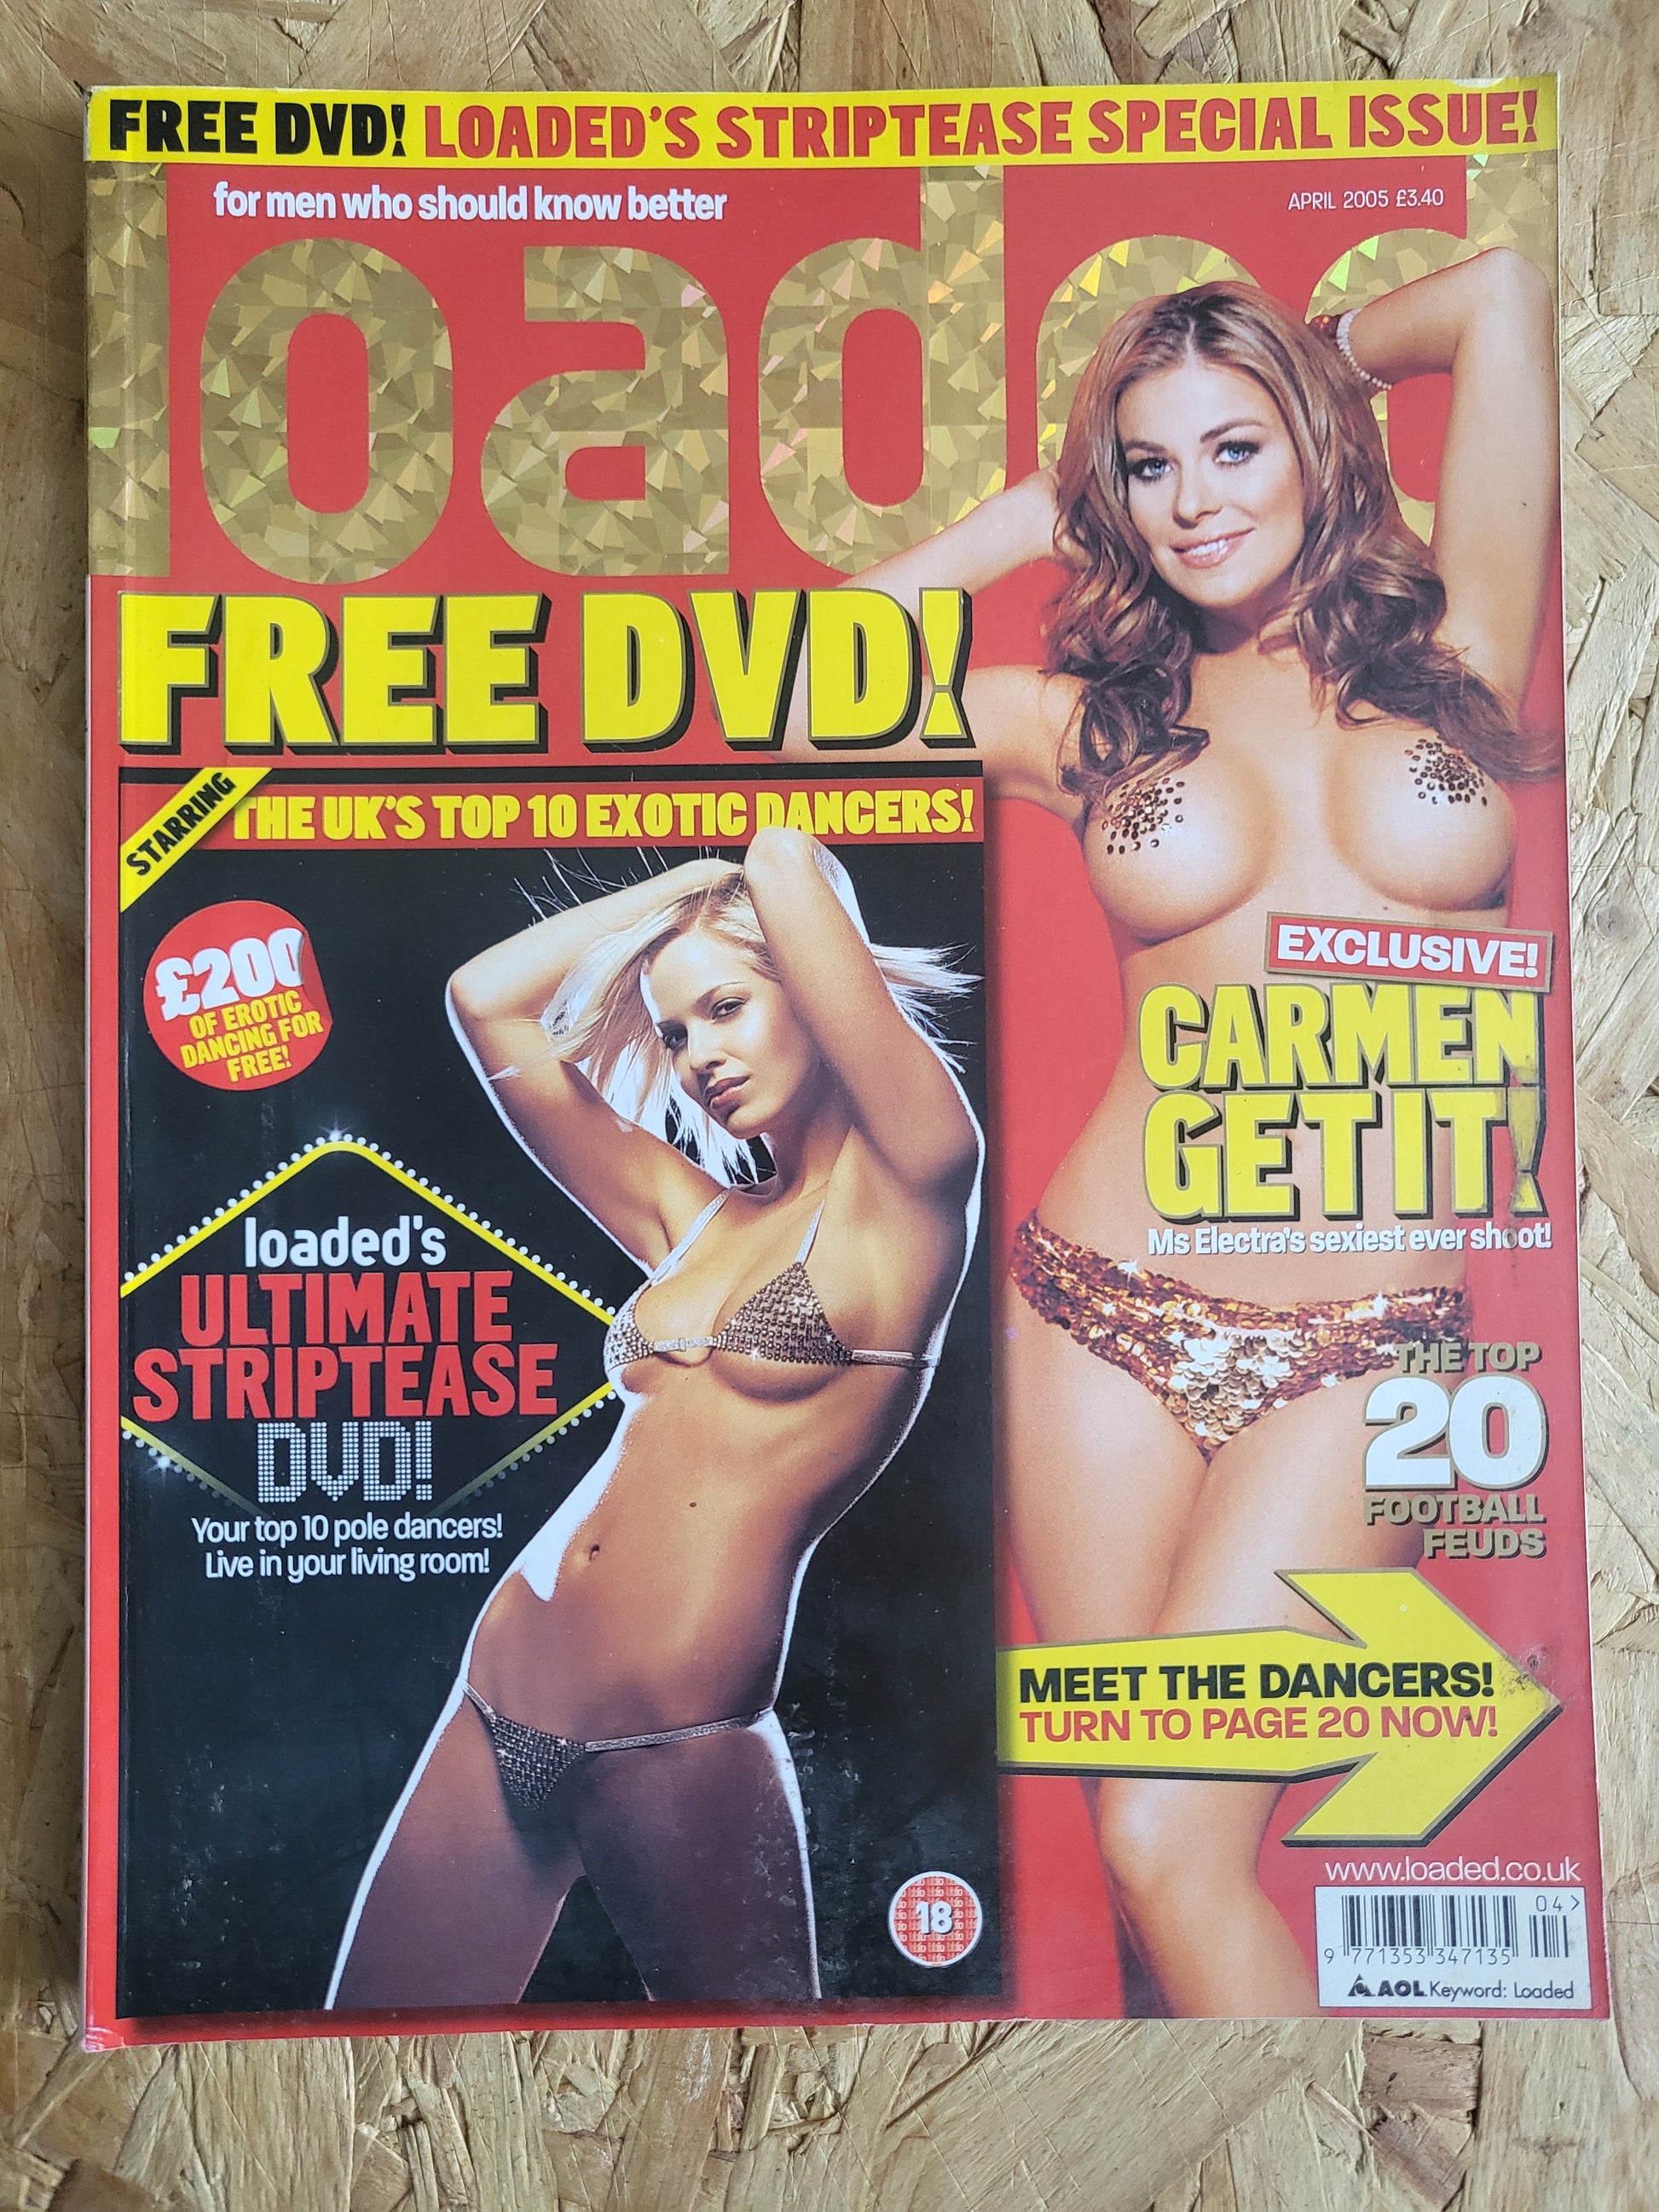 FREE DVD! LOADED'S STRIPTEASE SPECIAL ISSUE!
for men who should know better
APRIL 2005 £3.40
loaded
FREE DVD!
STARRING
THE UK'S TOP 10 EXOTIC DANCERS!
£200
OF EROTIC
DANCING FOR
FREE!
loaded's
ULTIMATE
STRIPTEASE
DVD!
Your top 10 pole dancers!
Live in your living room!
18
EXCLUSIVE!
CARMEN
GET IT!
Ms Electra's sexiest ever shoot!
THE TOP
20
FOOTBALL
FEUDS
MEET THE DANCERS!
TURN TO PAGE 20 NOW!
www.loaded.co.uk
04>
9 771353 347135
AOL Keyword: Loaded